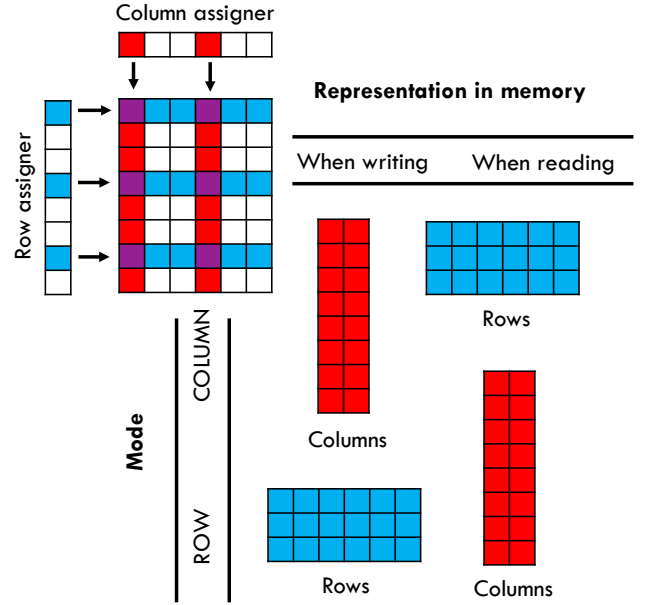 Column assigner
Row assigner
Representation in memory
When writing
When reading
Mode
COLUMN
Columns
Rows
ROW
Rows
Columns